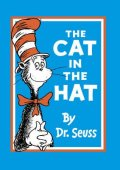 THE
CAT
IN THE
HAT
By
Dr. Seuss